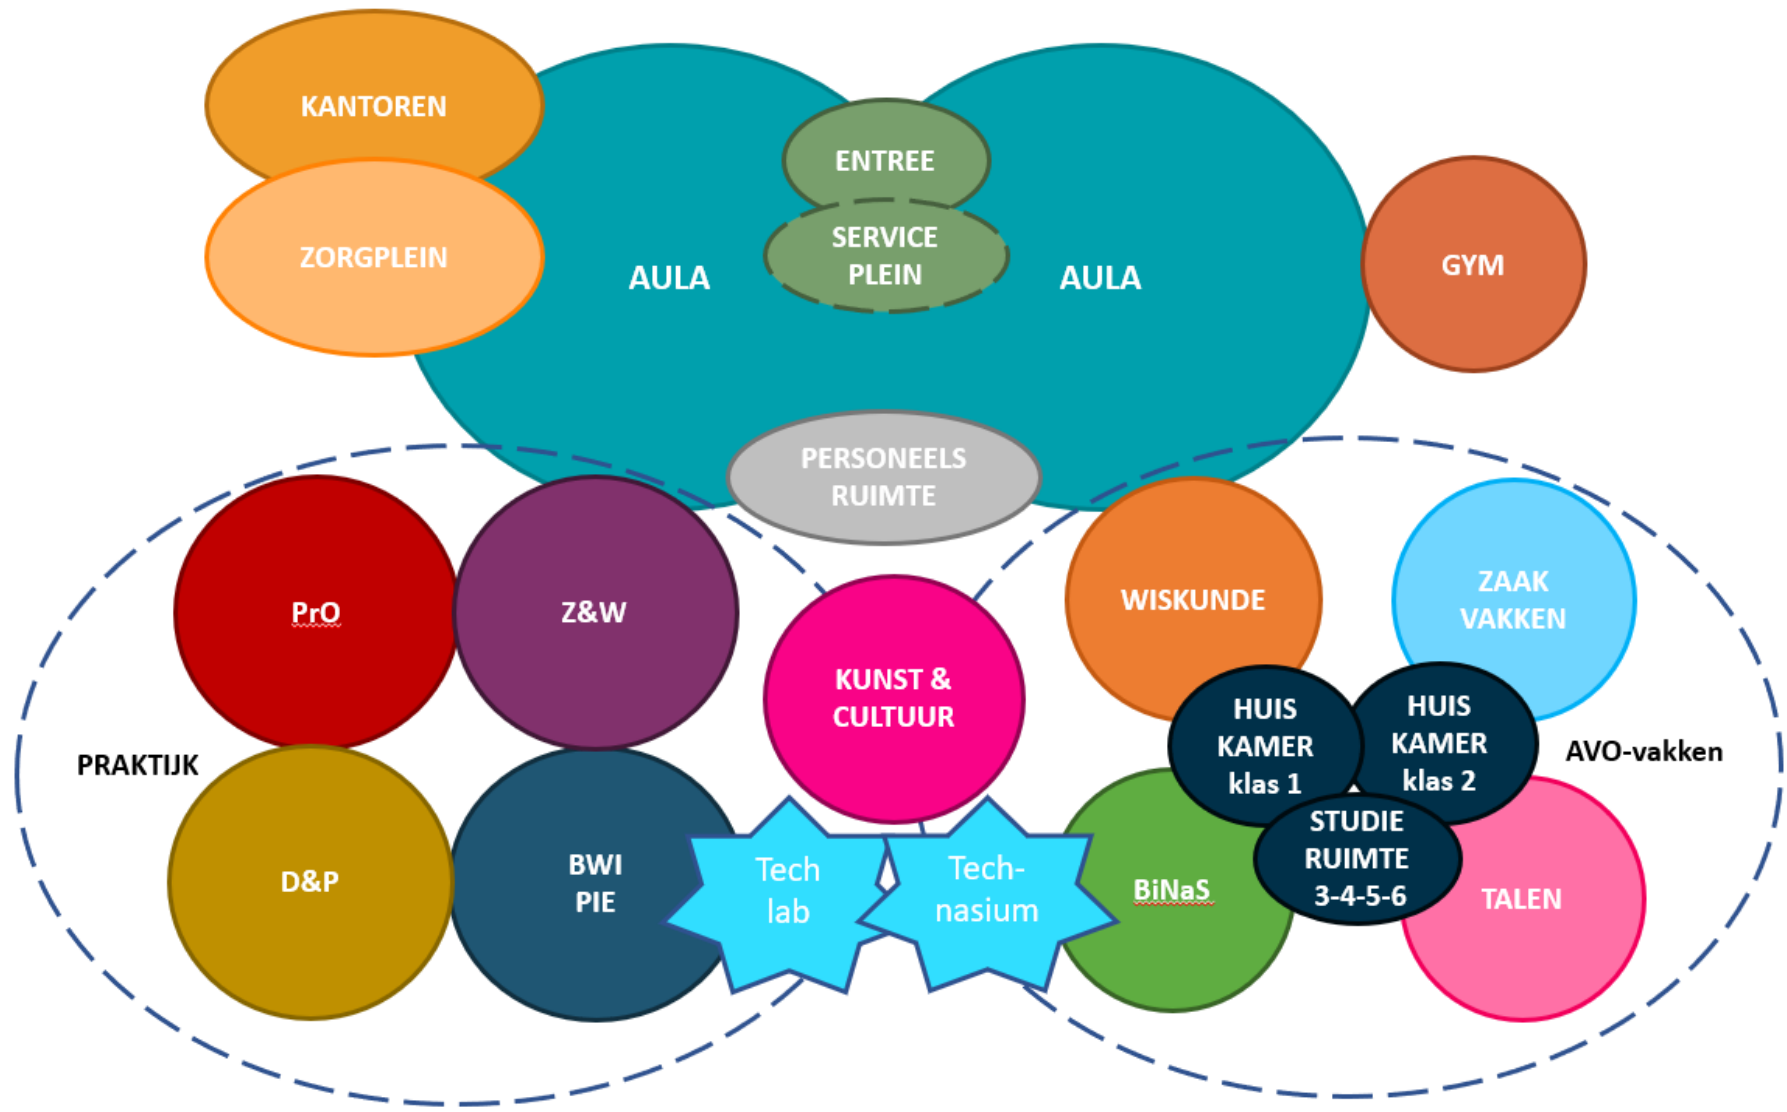 KANTOREN
ENTREE
ZORGPLEIN
SERVICE
PLEIN
AULA
AULA
GYM
PERSONEELS
RUIMTE
PrO
Z&W
KUNST &
CULTUUR
WISKUNDE
ZAAK
VAKKEN
PRAKTIJK
HUIS
KAMER
klas 1
HUIS
KAMER
klas 2
AVO-vakken
D&P
BWI
PIE
Tech
lab
Tech-
nasium
BiNaS
STUDIE
RUIMTE
3-4-5-6
TALEN